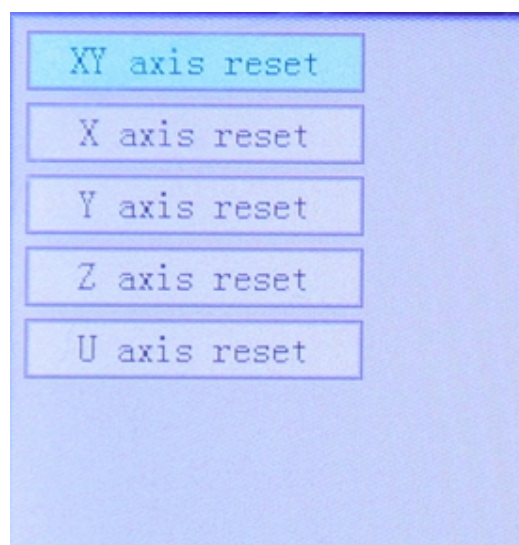 XY axis reset
X axis reset
Y axis reset
Z axis reset
U axis reset